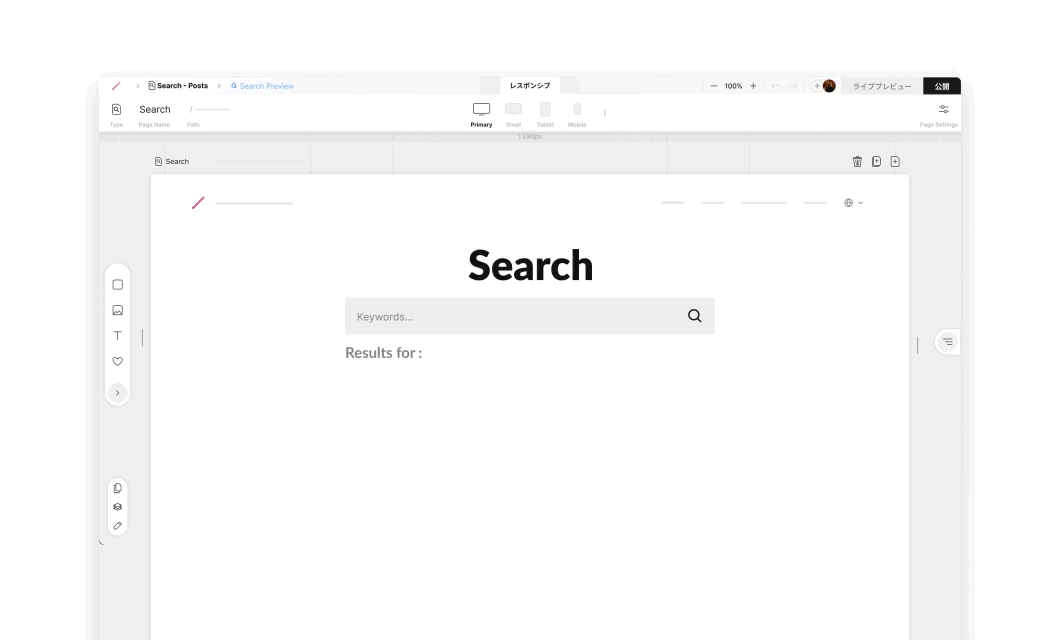 Search - Posts
Search Preview
レスポンシブ
100%
ライブプレビュー
公開
Search
/
Type
Page Name
Path
Primary
Small
Tablet
Mobile
Page Settings
1330px
Search
Search
Keywords...
Results for :